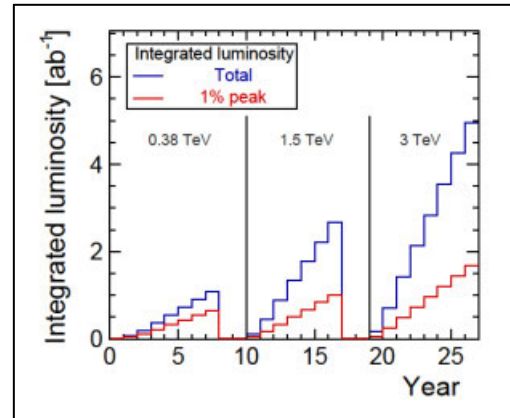 Integrated luminosity [ab⁻¹]
Integrated luminosity
Total
1% peak
0.38 TeV 1.5 TeV 3 TeV
6
4
2
0
0 5 10 15 20 25
Year